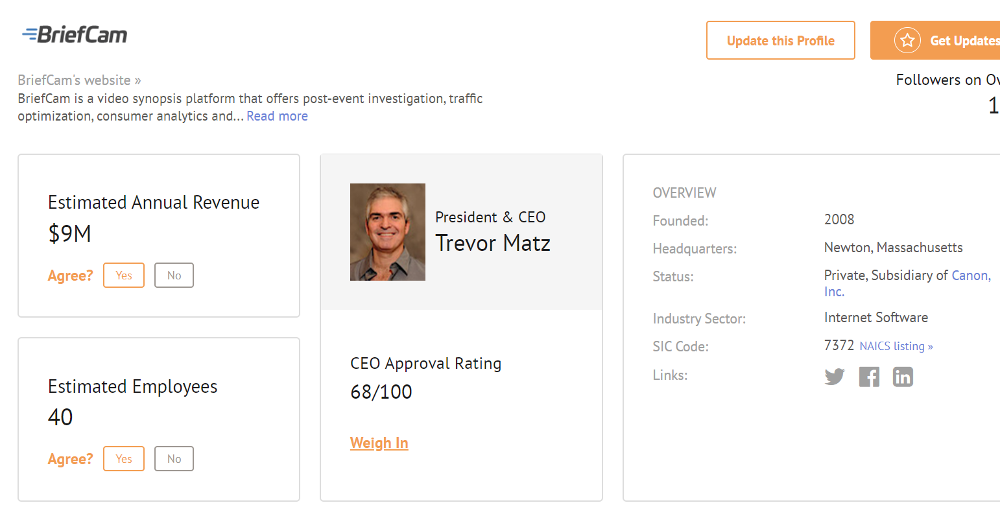 BriefCam
Update this Profile
Get Updates
BriefCam's website »
Followers on Ov
1
BriefCam is a video synopsis platform that offers post-event investigation, traffic
optimization, consumer analytics and... Read more
Estimated Annual Revenue
$9M
Agree? Yes No
Estimated Employees
40
Agree? Yes No
President & CEO
Trevor Matz
CEO Approval Rating
68/100
Weigh In
OVERVIEW
Founded: 2008
Headquarters: Newton, Massachusetts
Status: Private, Subsidiary of Canon,
Inc.
Industry Sector: Internet Software
SIC Code: 7372 NAICS listing »
Links: